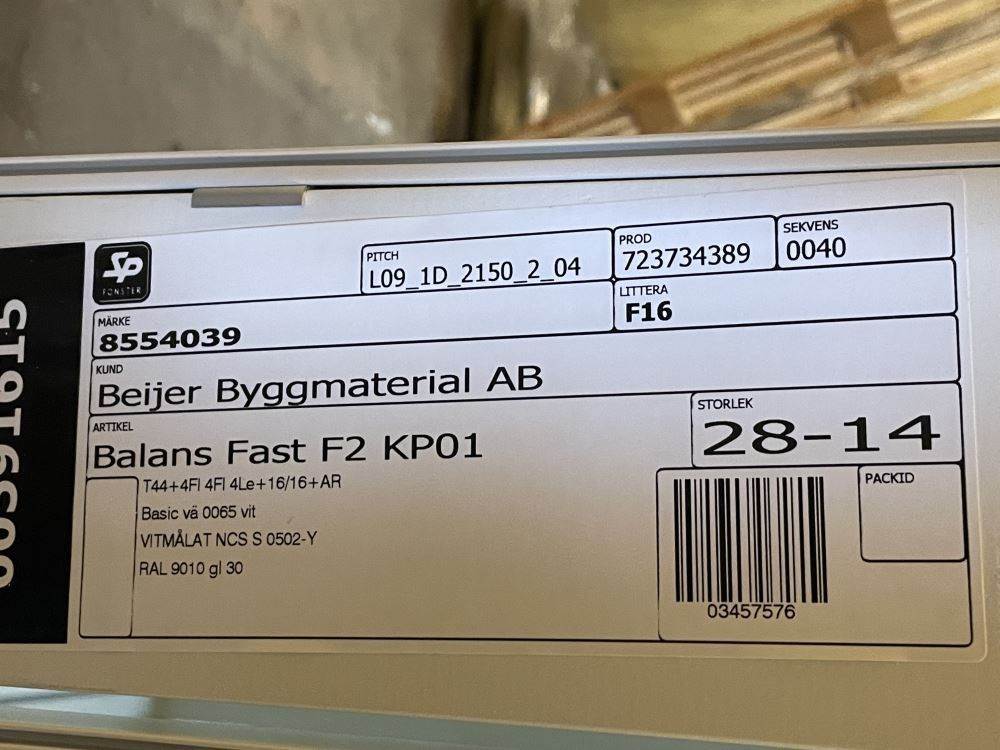 SP
FÖNSTER
PITCH
L09_1D_2150_2_04
PROD
723734389
SEKVENS
0040
MÄRKE
8554039
LITTERA
F16
KUND
Beijer Byggmaterial AB
ARTIKEL
Balans Fast F2 KP01
STORLEK
28-14
T44+4Fl 4Fl 4Le+16/16+AR
Basic vä 0065 vit
VITMÅLAT NCS S 0502-Y
RAL 9010 gl 30
PACKID
03457576